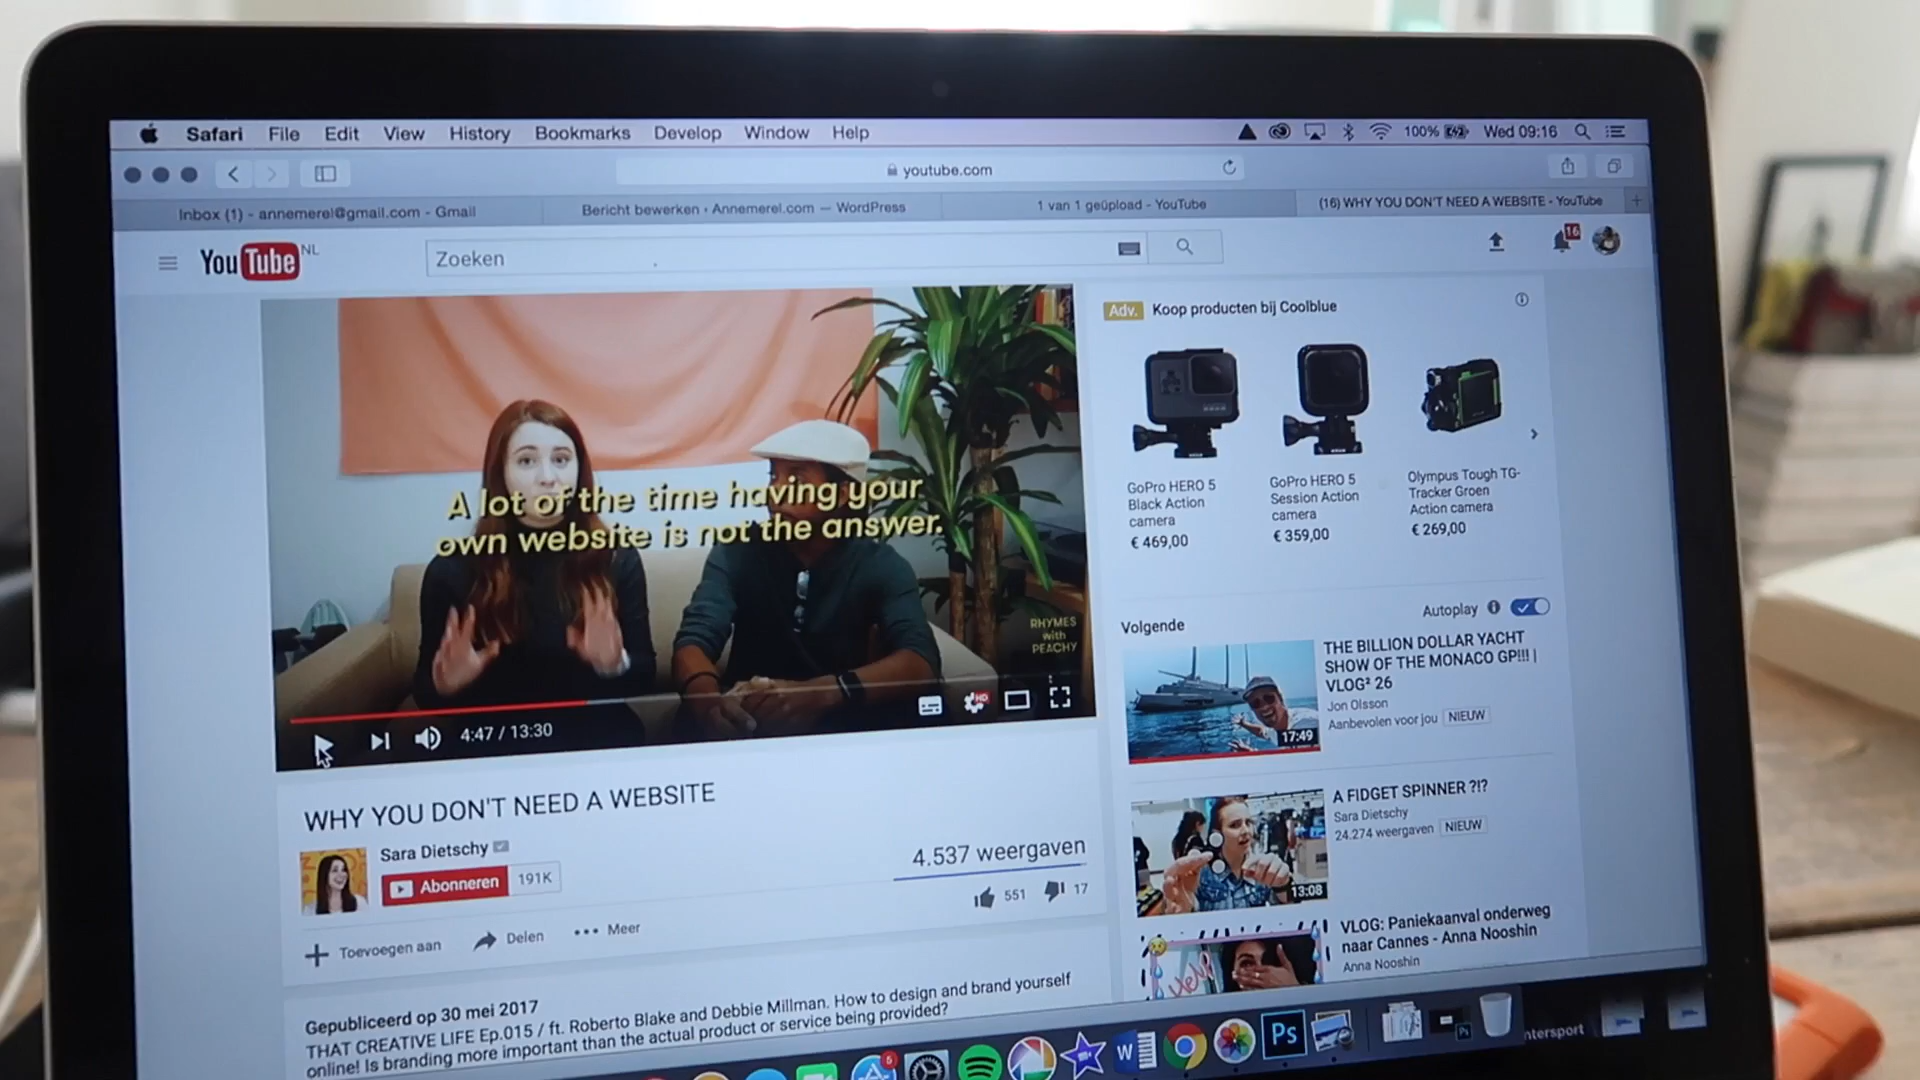 Safari File Edit View History Bookmarks Develop Window Help 100% Wed 09:16
youtube.com
Inbox (1) - annemerel@gmail.com - Gmail
Bericht bewerken ‹ Annemerel.com — WordPress
1 van 1 geüpload - YouTube
(16) WHY YOU DON'T NEED A WEBSITE - YouTube
YouTube NL
Zoeken
16
A lot of the time having your
own website is not the answer.
RHYMES
with
PEACHY
HD
4:47 / 13:30
WHY YOU DON'T NEED A WEBSITE
Sara Dietschy
Abonneren 191K
4.537 weergaven
551 17
Toevoegen aan Delen ••• Meer
Gepubliceerd op 30 mei 2017
THAT CREATIVE LIFE Ep.015 / ft. Roberto Blake and Debbie Millman. How to design and brand yourself
online! Is branding more important than the actual product or service being provided?
Adv. Koop producten bij Coolblue
GoPro HERO 5
Black Action
camera
€ 469,00
GoPro HERO 5
Session Action
camera
€ 359,00
Olympus Tough TG-
Tracker Groen
Action camera
€ 269,00
Autoplay
Volgende
17:49
THE BILLION DOLLAR YACHT
SHOW OF THE MONACO GP!!! |
VLOG² 26
Jon Olsson
Aanbevolen voor jou NIEUW
13:08
A FIDGET SPINNER ?!?
Sara Dietschy
24.274 weergaven NIEUW
VLOG: Paniekaanval onderweg
naar Cannes - Anna Nooshin
Anna Nooshin
5
W
Ps
Ps
ntersport